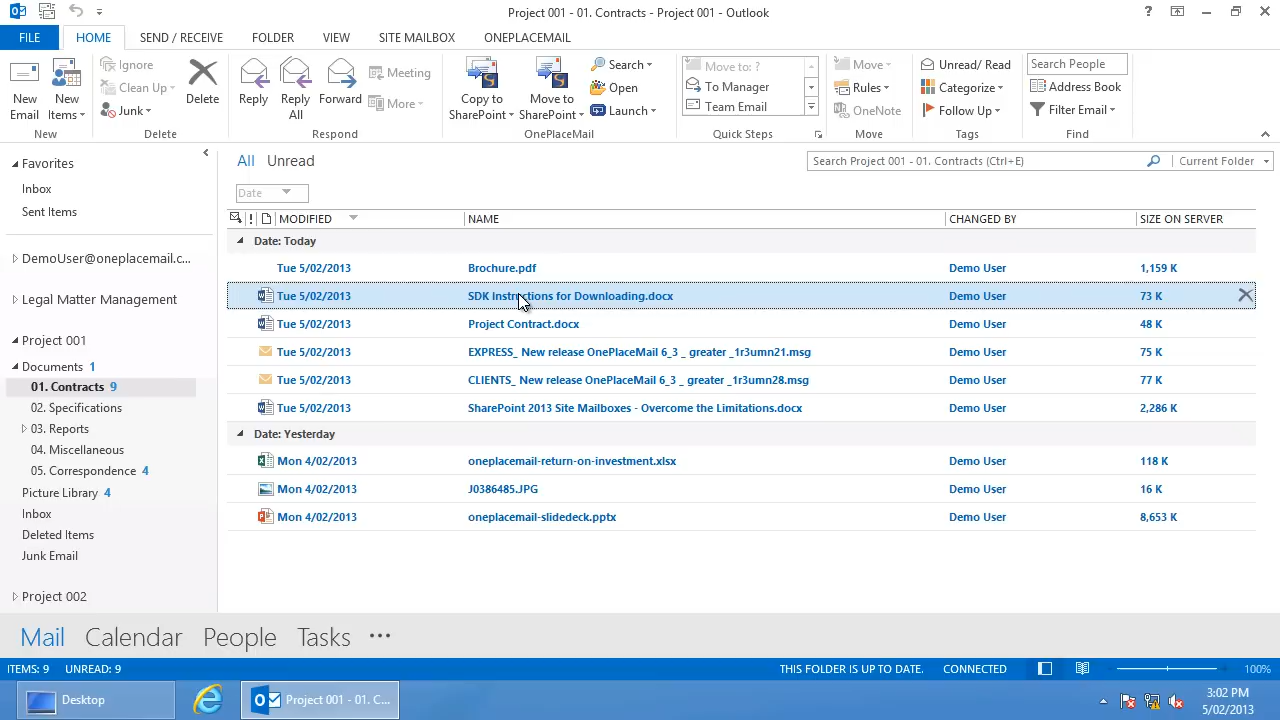 Project 001 - 01. Contracts - Project 001 - Outlook
FILE HOME SEND / RECEIVE FOLDER VIEW SITE MAILBOX ONEPLACEMAIL
New Email
New Items
New
Ignore
Clean Up
Junk
Delete
Delete
Reply
Reply All
Forward
Meeting
More
Respond
Copy to SharePoint
Move to SharePoint
Search
Open
Launch
OnePlaceMail
Move to: ?
To Manager
Team Email
Quick Steps
Move
Rules
OneNote
Move
Unread/ Read
Categorize
Follow Up
Tags
Search People
Address Book
Filter Email
Find
Favorites
Inbox
Sent Items
DemoUser@oneplacemail.c...
Legal Matter Management
Project 001
Documents 1
01. Contracts 9
02. Specifications
03. Reports
04. Miscellaneous
05. Correspondence 4
Picture Library 4
Inbox
Deleted Items
Junk Email
Project 002
All Unread
Search Project 001 - 01. Contracts (Ctrl+E) Current Folder
Date
! MODIFIED NAME CHANGED BY SIZE ON SERVER
Date: Today
Tue 5/02/2013 Brochure.pdf Demo User 1,159 K
Tue 5/02/2013 SDK Instructions for Downloading.docx Demo User 73 K
Tue 5/02/2013 Project Contract.docx Demo User 48 K
Tue 5/02/2013 EXPRESS_ New release OnePlaceMail 6_3 _ greater _1r3umn21.msg Demo User 75 K
Tue 5/02/2013 CLIENTS_ New release OnePlaceMail 6_3 _ greater _1r3umn28.msg Demo User 77 K
Tue 5/02/2013 SharePoint 2013 Site Mailboxes - Overcome the Limitations.docx Demo User 2,286 K
Date: Yesterday
Mon 4/02/2013 oneplacemail-return-on-investment.xlsx Demo User 118 K
Mon 4/02/2013 J0386485.JPG Demo User 16 K
Mon 4/02/2013 oneplacemail-slidedeck.pptx Demo User 8,653 K
Mail Calendar People Tasks •••
ITEMS: 9 UNREAD: 9 THIS FOLDER IS UP TO DATE. CONNECTED 100%
Desktop Project 001 - 01. C... 3:02 PM
5/02/2013